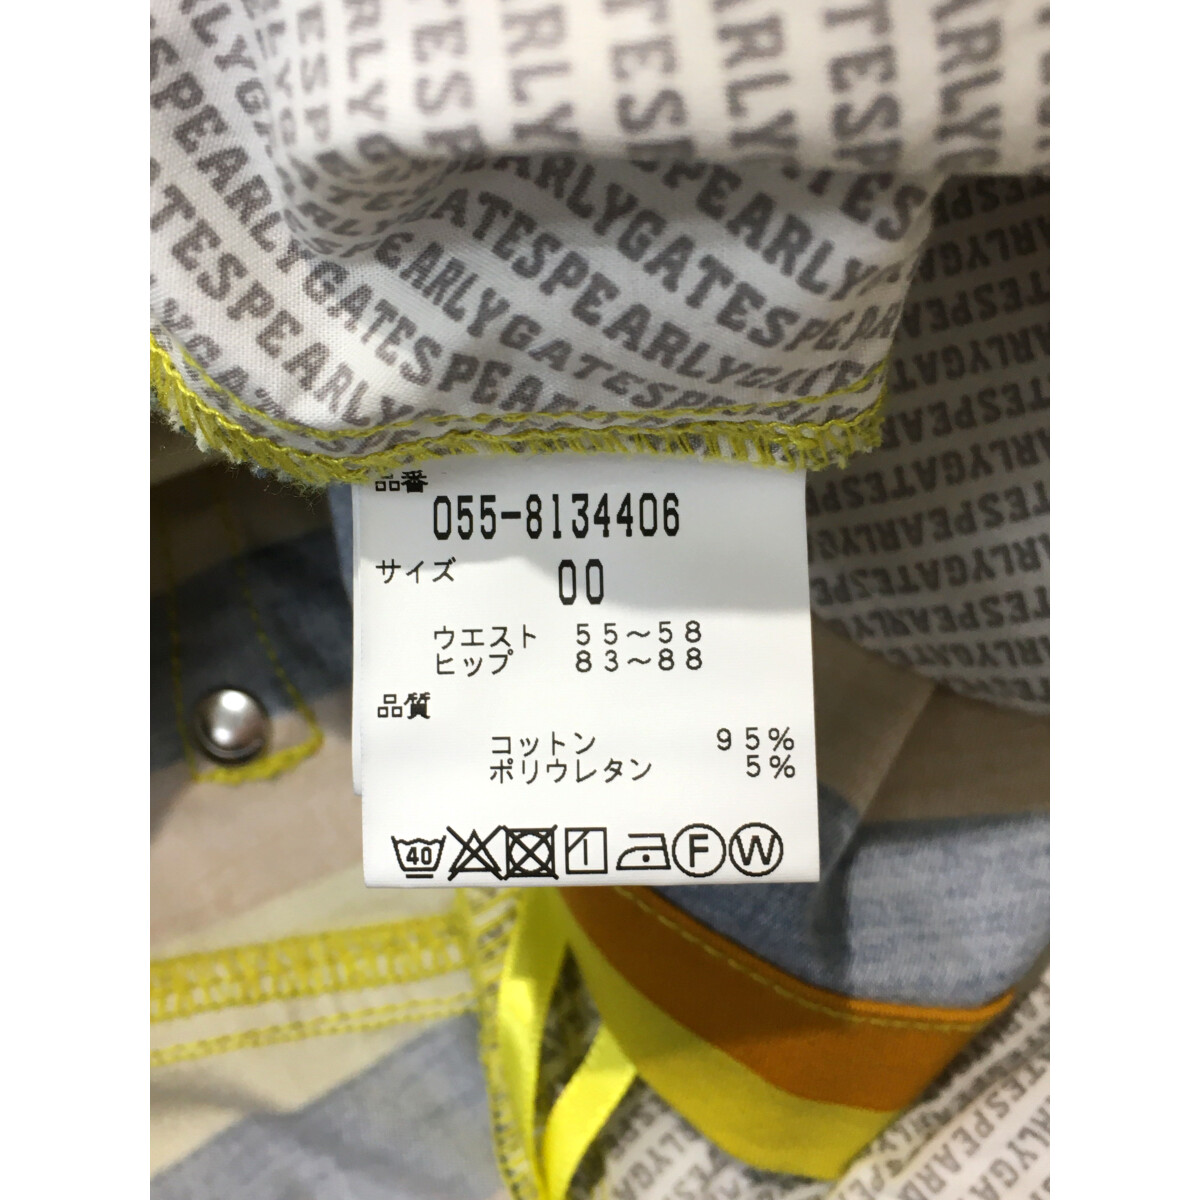 PEARLYGATES
品番
055-8134406
サイズ 00
ウエスト 55~58
ヒップ 83~88
品質
コットン 95%
ポリウレタン 5%
40 F W